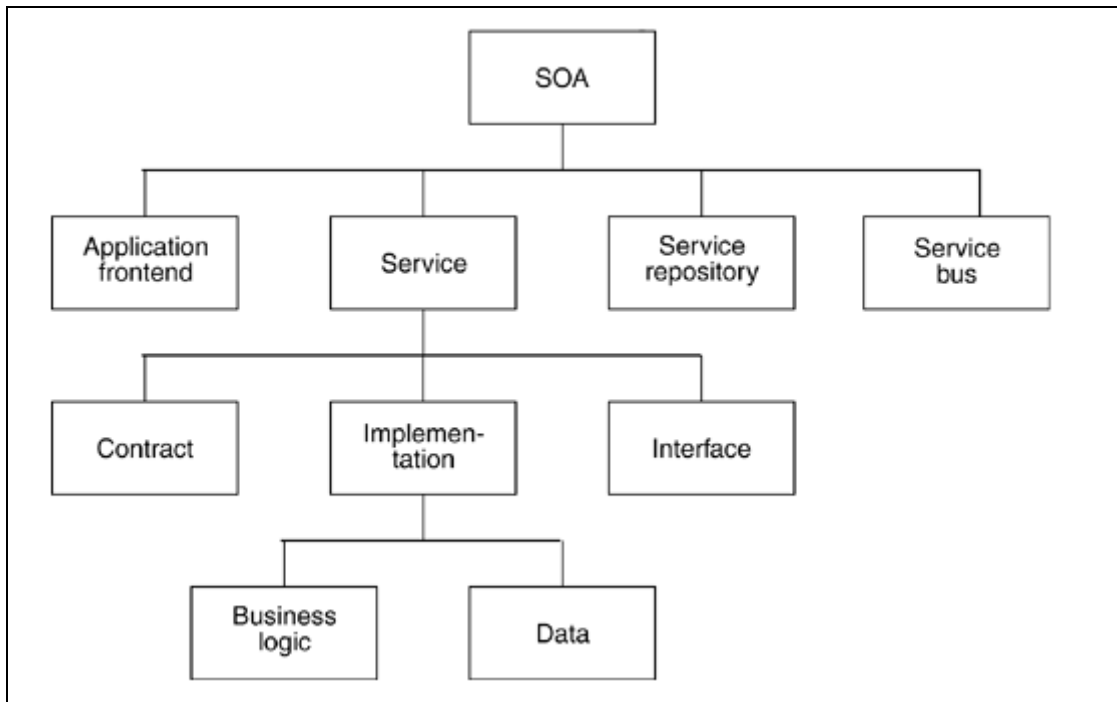 SOA
Application
frontend
Service
Service
repository
Service
bus
Contract
Implemen-
tation
Interface
Business
logic
Data